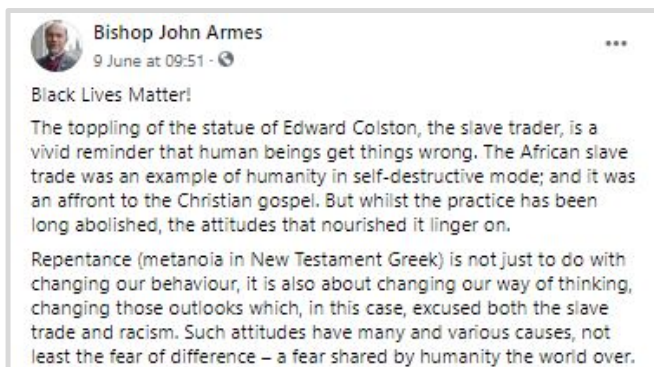 Bishop John Armes
9 June at 09:51 ·
Black Lives Matter!
The toppling of the statue of Edward Colston, the slave trader, is a
vivid reminder that human beings get things wrong. The African slave
trade was an example of humanity in self-destructive mode; and it was
an affront to the Christian gospel. But whilst the practice has been
long abolished, the attitudes that nourished it linger on.
Repentance (metanoia in New Testament Greek) is not just to do with
changing our behaviour, it is also about changing our way of thinking,
changing those outlooks which, in this case, excused both the slave
trade and racism. Such attitudes have many and various causes, not
least the fear of difference – a fear shared by humanity the world over.